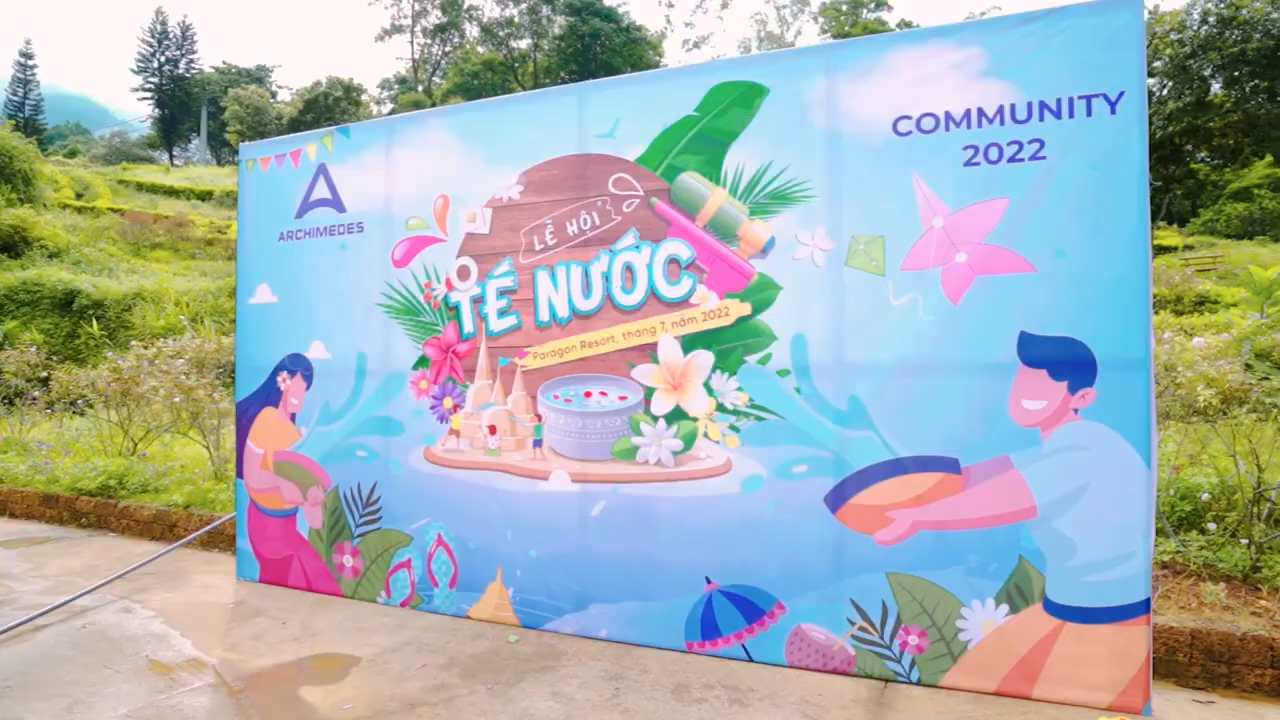 COMMUNITY
2022
ARCHIMEDES
LỄ HỘI
TÉ NƯỚC
Paragon Resort, tháng 7, năm 2022